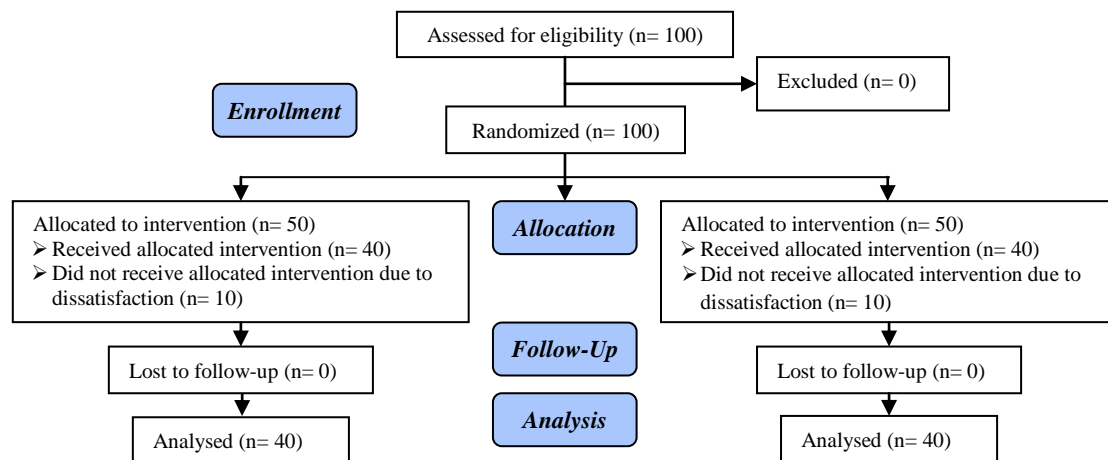 Assessed for eligibility (n= 100)
Excluded (n= 0)
Enrollment
Randomized (n= 100)
Allocated to intervention (n= 50)
➢ Received allocated intervention (n= 40)
➢ Did not receive allocated intervention due to
dissatisfaction (n= 10)
Allocation
Allocated to intervention (n= 50)
➢ Received allocated intervention (n= 40)
➢ Did not receive allocated intervention due to
dissatisfaction (n= 10)
Lost to follow-up (n= 0)
Follow-Up
Lost to follow-up (n= 0)
Analysed (n= 40)
Analysis
Analysed (n= 40)